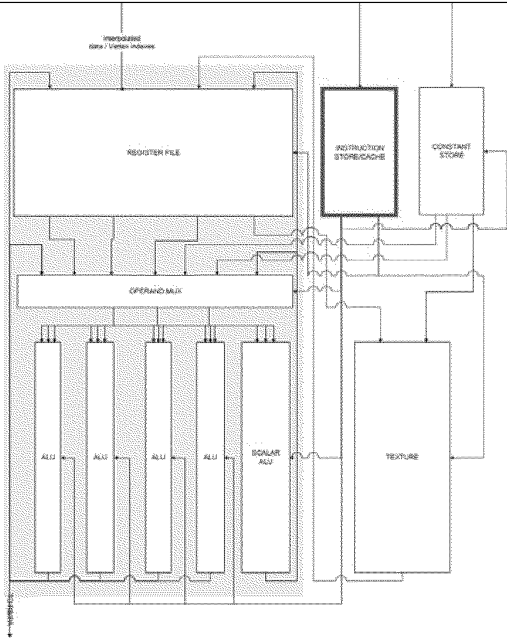 Interpolated
data / Vertex indexes
REGISTER FILE
INSTRUCTION
STORE/CACHE
CONSTANT
STORE
OPERAND MUX
ALU
ALU
ALU
ALU
SCALAR
ALU
TEXTURE